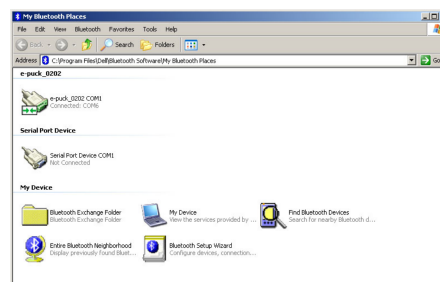 My Bluetooth Places
File Edit View Bluetooth Favorites Tools Help
Back Search Folders
Address C:\Program Files\Dell\Bluetooth Software\My Bluetooth Places Go
e-puck_0202
e-puck_0202 COM1
Connected: COM6
Serial Port Device
Serial Port Device COM1
Not Connected
My Device
Bluetooth Exchange Folder
Bluetooth Exchange Folder
My Device
View the services provided by ...
Find Bluetooth Devices
Search for nearby Bluetooth d...
Entire Bluetooth Neighborhood
Display previously found Bluet...
Bluetooth Setup Wizard
Configure devices, connection...